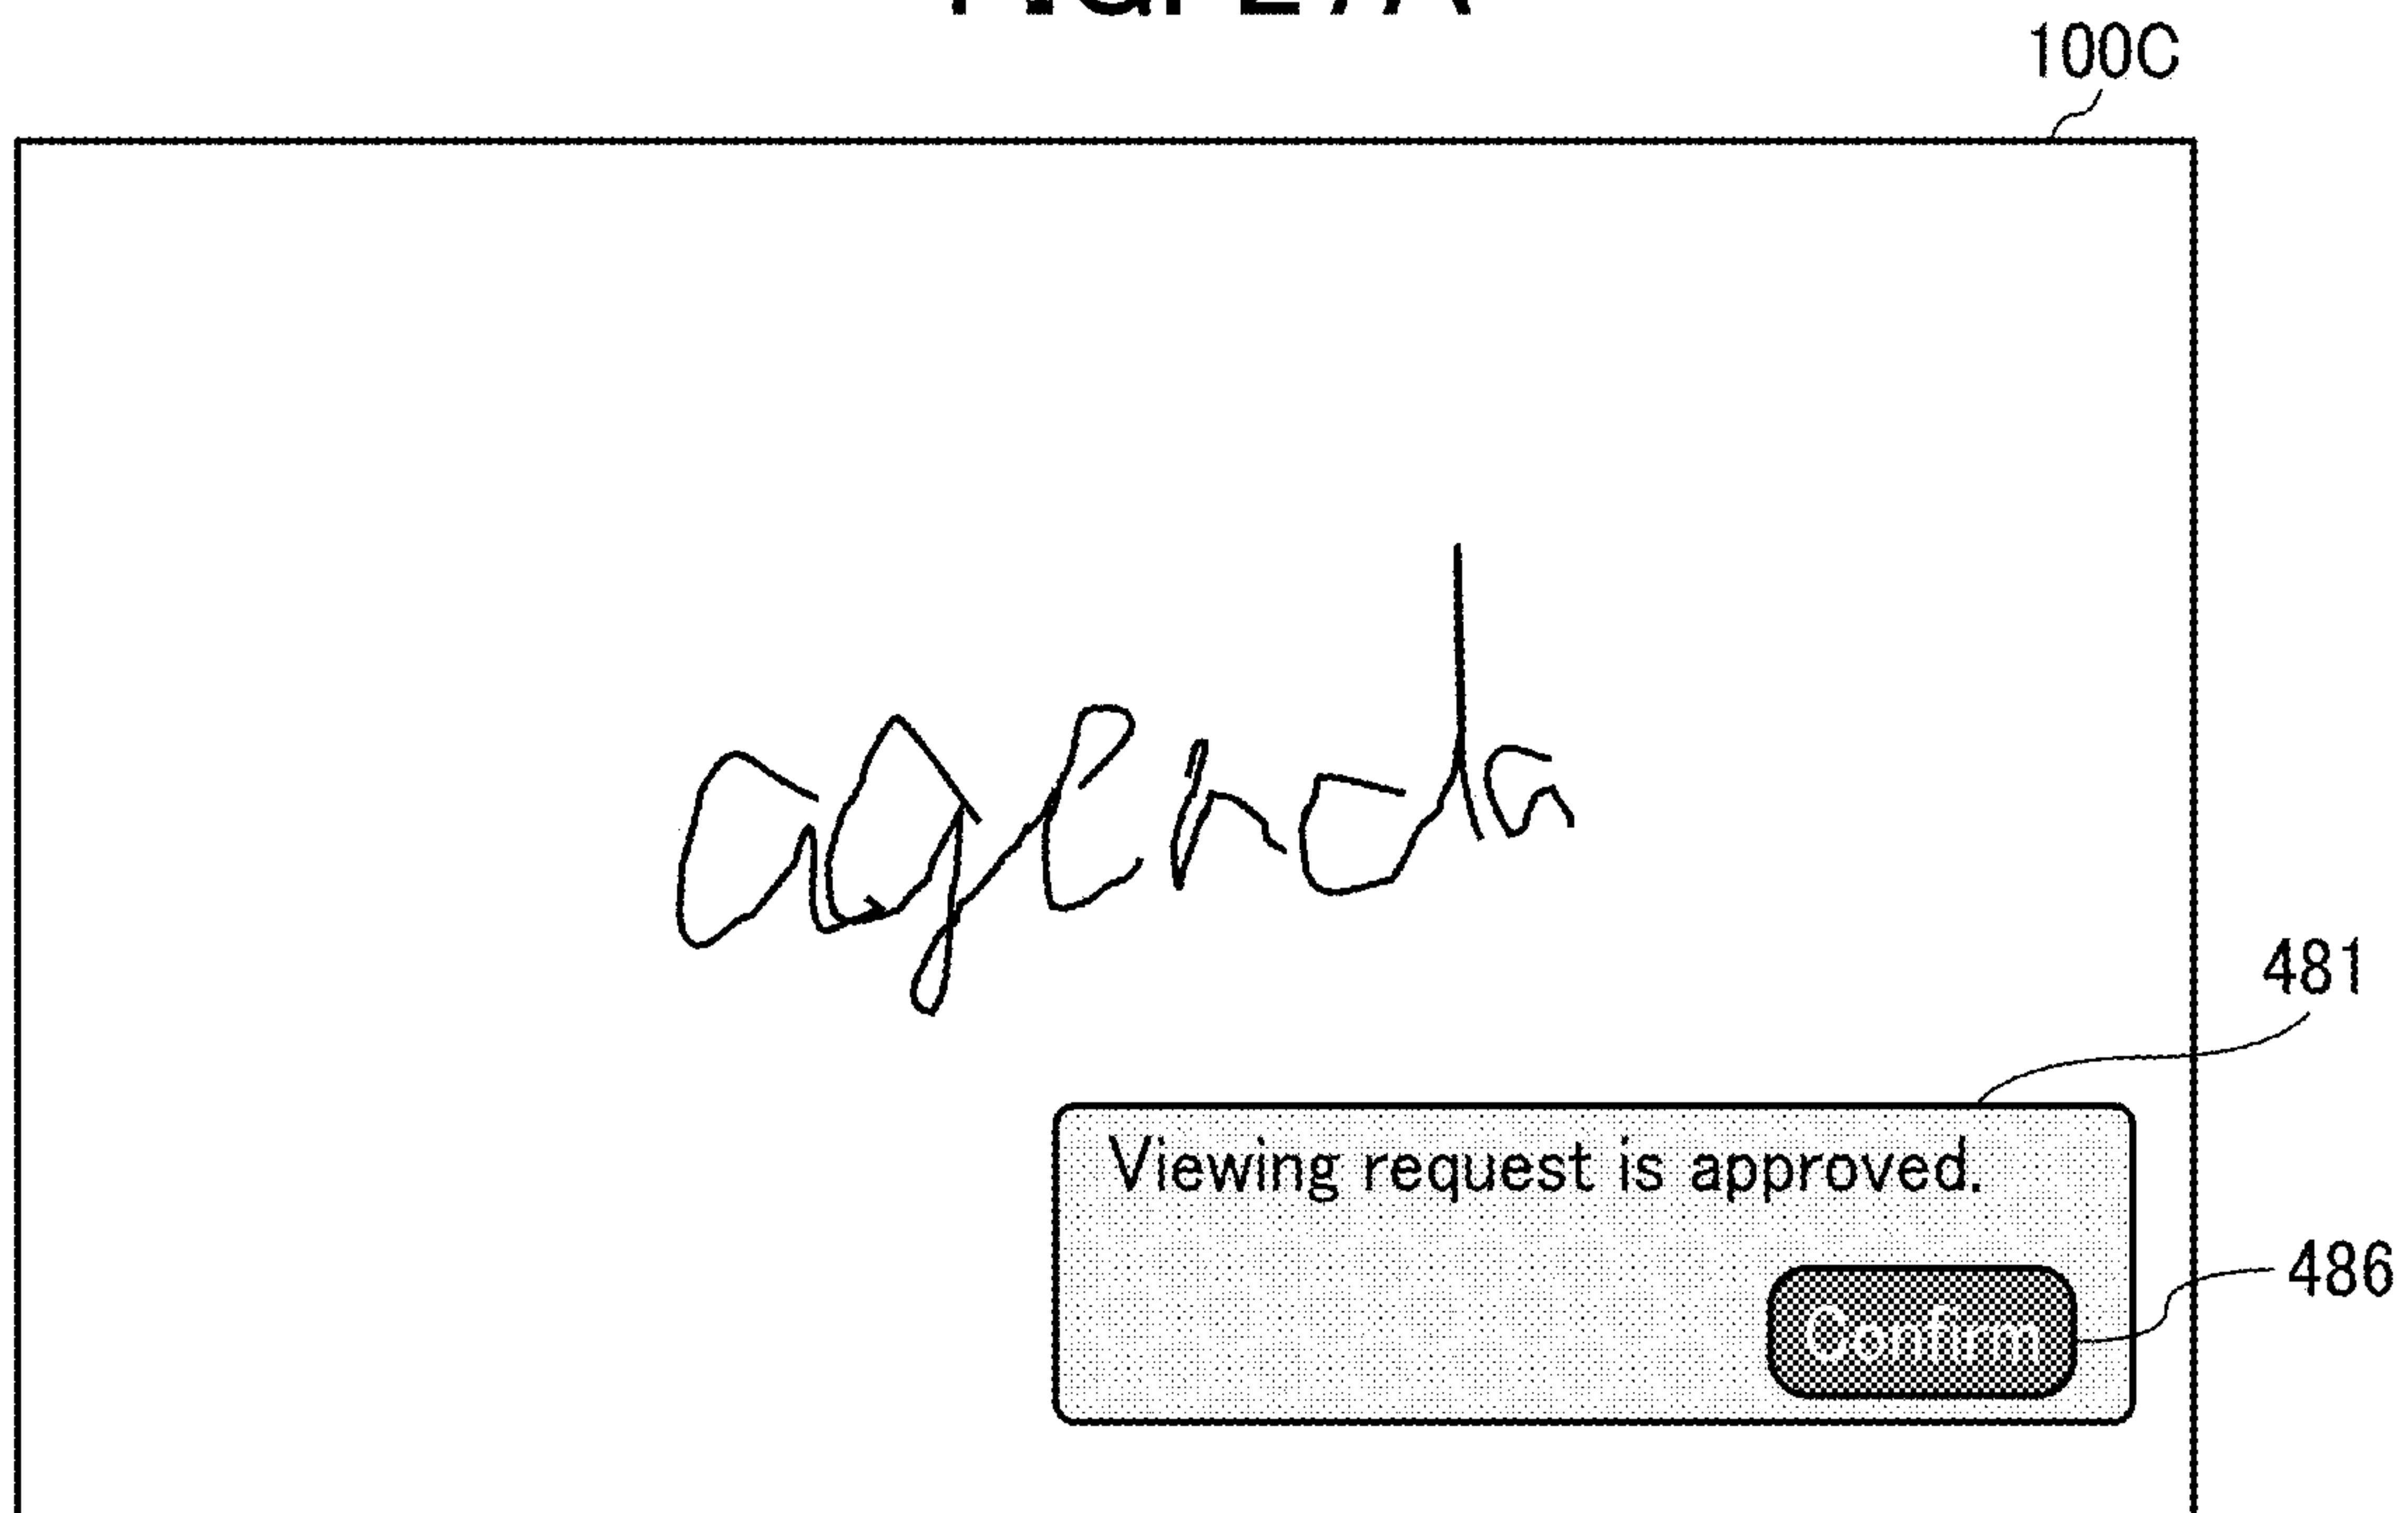 100C
agenda
481
Viewing request is approved.
486
Confirm